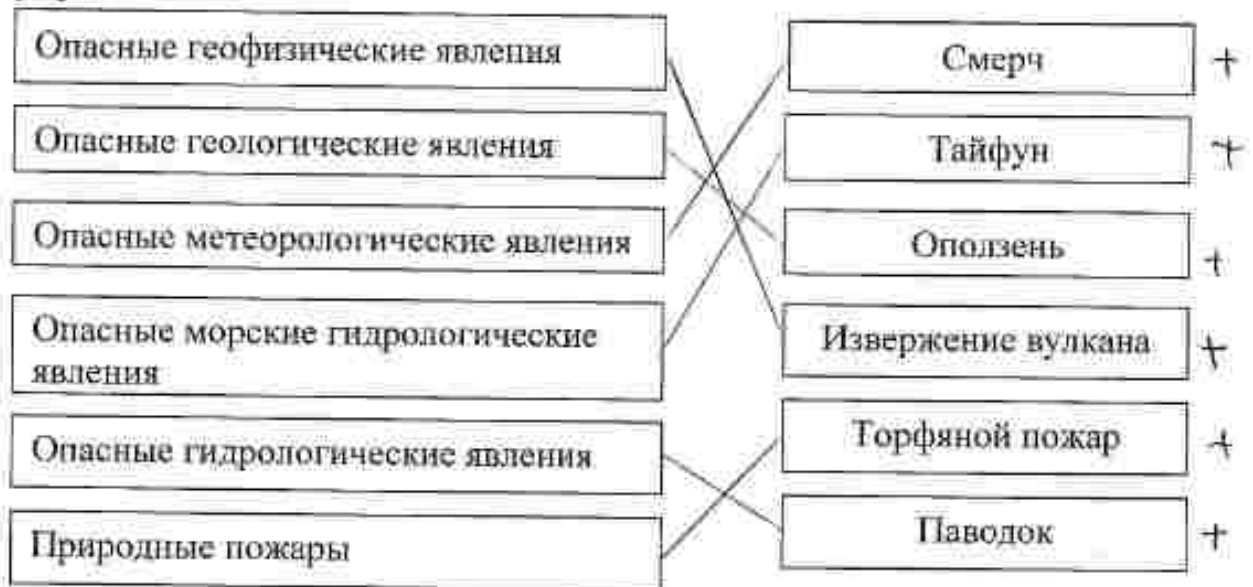 Опасные геофизические явления
Опасные геологические явления
Опасные метеорологические явления
Опасные морские гидрологические
явления
Опасные гидрологические явления
Природные пожары
Смерч +
Тайфун +
Оползень +
Извержение вулкана +
Торфяной пожар +
Паводок +